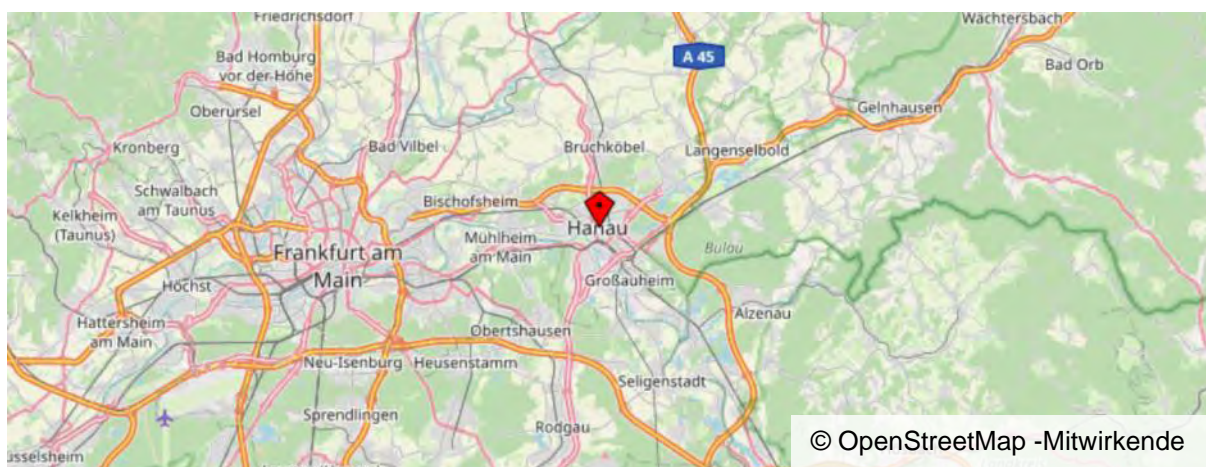 Friedrichsdorf
Wächtersbach
Bad Homburg
vor der Höhe
A 45
Bad Orb
Oberursel
Gelnhausen
Kronberg
Bad Vilbel
Bruchköbel
Langenselbold
Schwalbach
am Taunus
Bischofsheim
Kelkheim
(Taunus)
Hanau
Mühlheim
am Main
Bulau
Frankfurt am
Main
Höchst
Großauheim
Alzenau
Hattersheim
am Main
Obertshausen
Neu-Isenburg
Heusenstamm
Seligenstadt
Sprendlingen
Rodgau
© OpenStreetMap -Mitwirkende
usselsheim